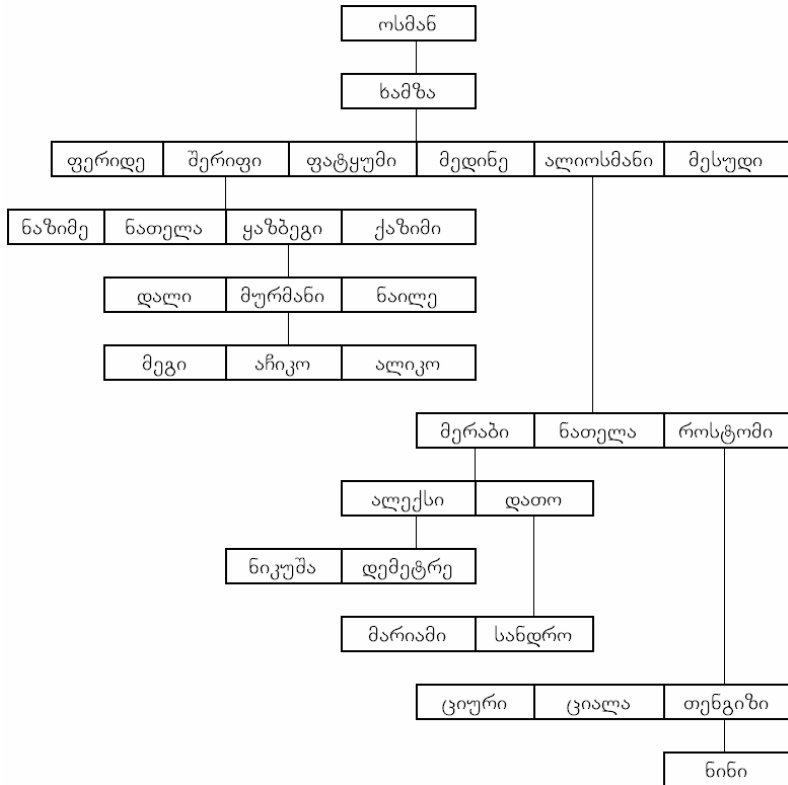 ოსმან
ხამზა
ფერიდე შერიფი ფატყუმი მედინე ალიოსმანი მესუდი
ნაზიმე ნათელა ყაზბეგი ქაზიმი
დალი მურმანი ნაილე
მეგი აჩიკო ალიკო
მერაბი ნათელა როსტომი
ალექსი დათო
ნიკუშა დემეტრე
მარიამი სანდრო
ციური ციალა თენგიზი
ნინი